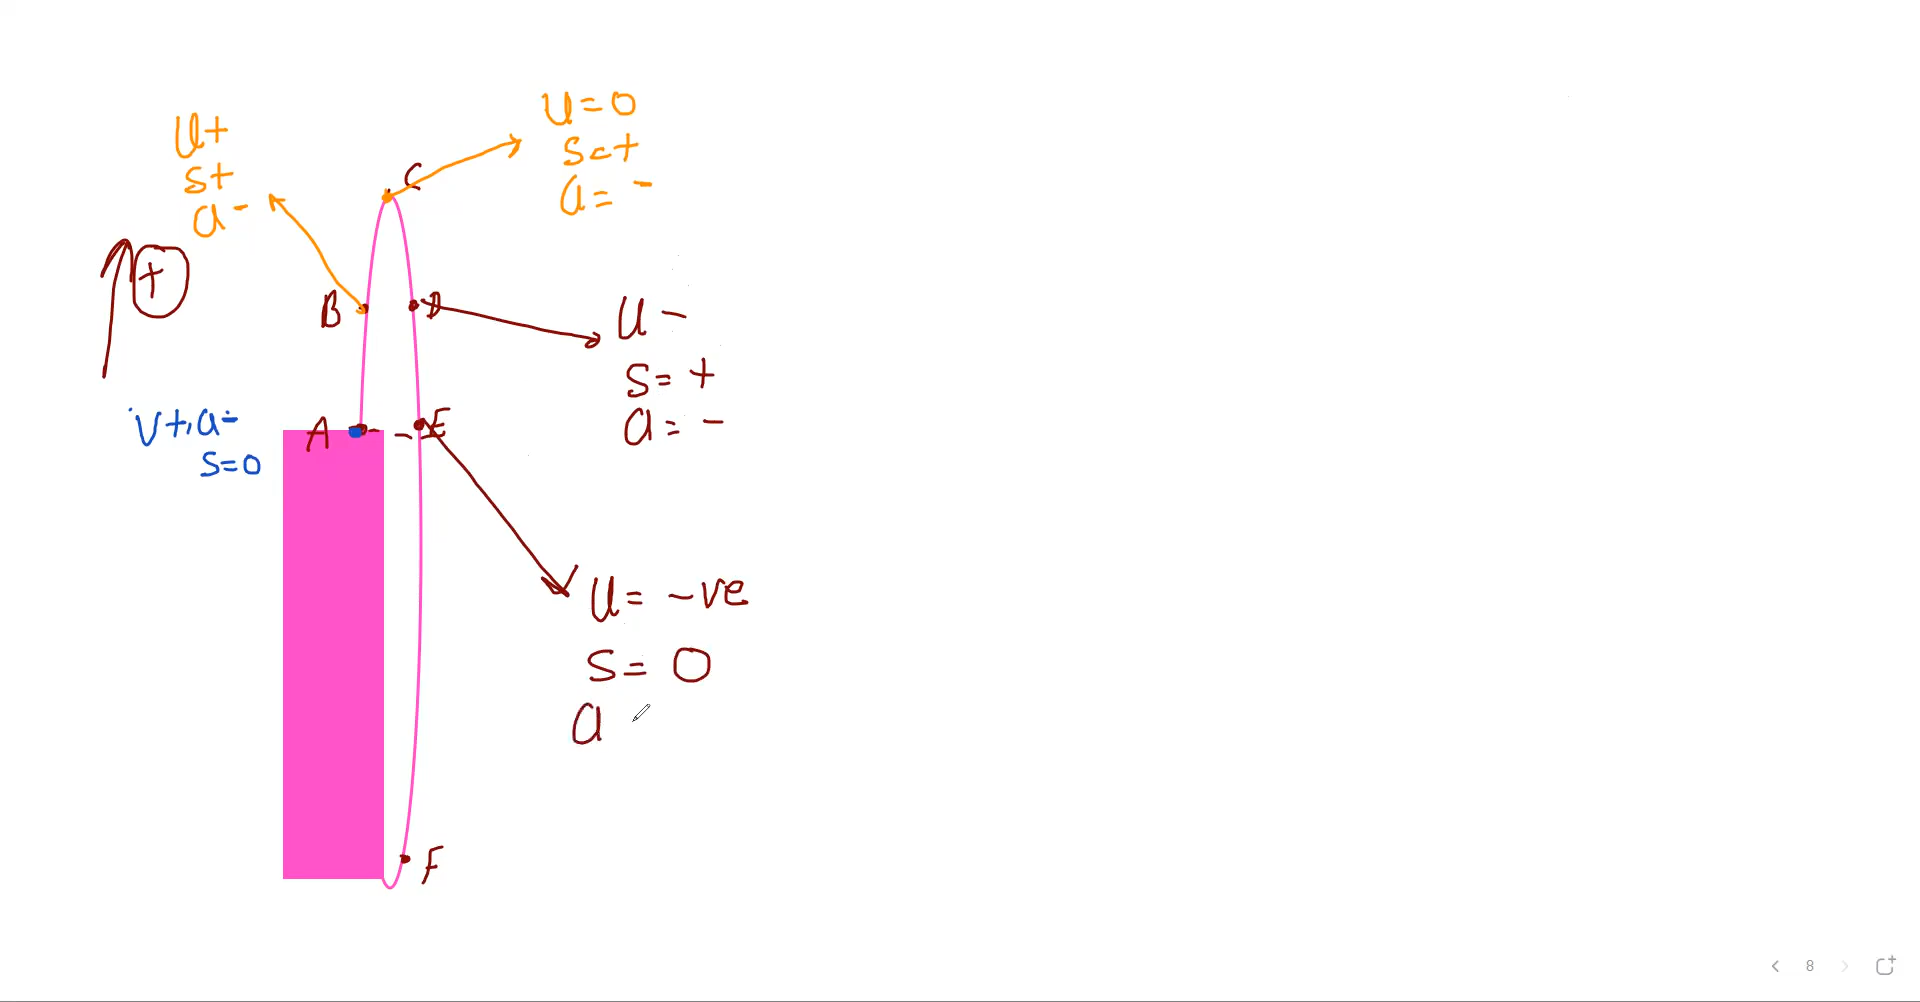 U+
S+
a-
+
C
U=0
S=+
a=-
B
D
U-
S=+
a=-
V+, a=
S=0
A
E
U= -ve
S= 0
a
F
8